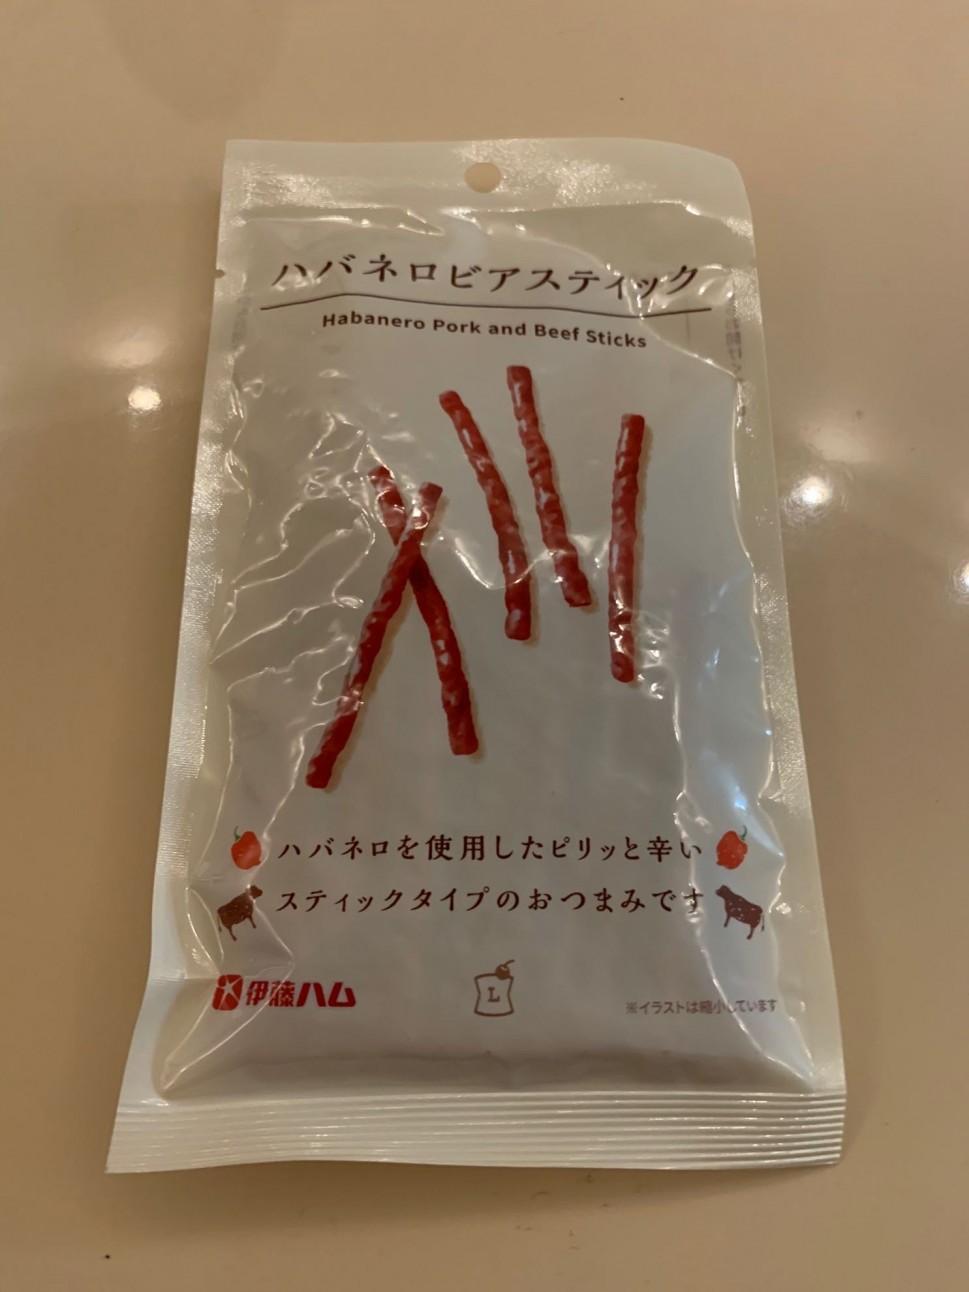 ハバネロビアスティック
Habanero Pork and Beef Sticks
ハバネロを使用したピリッと辛い
スティックタイプのおつまみです
伊藤ハム
L
※イラストは縮小しています